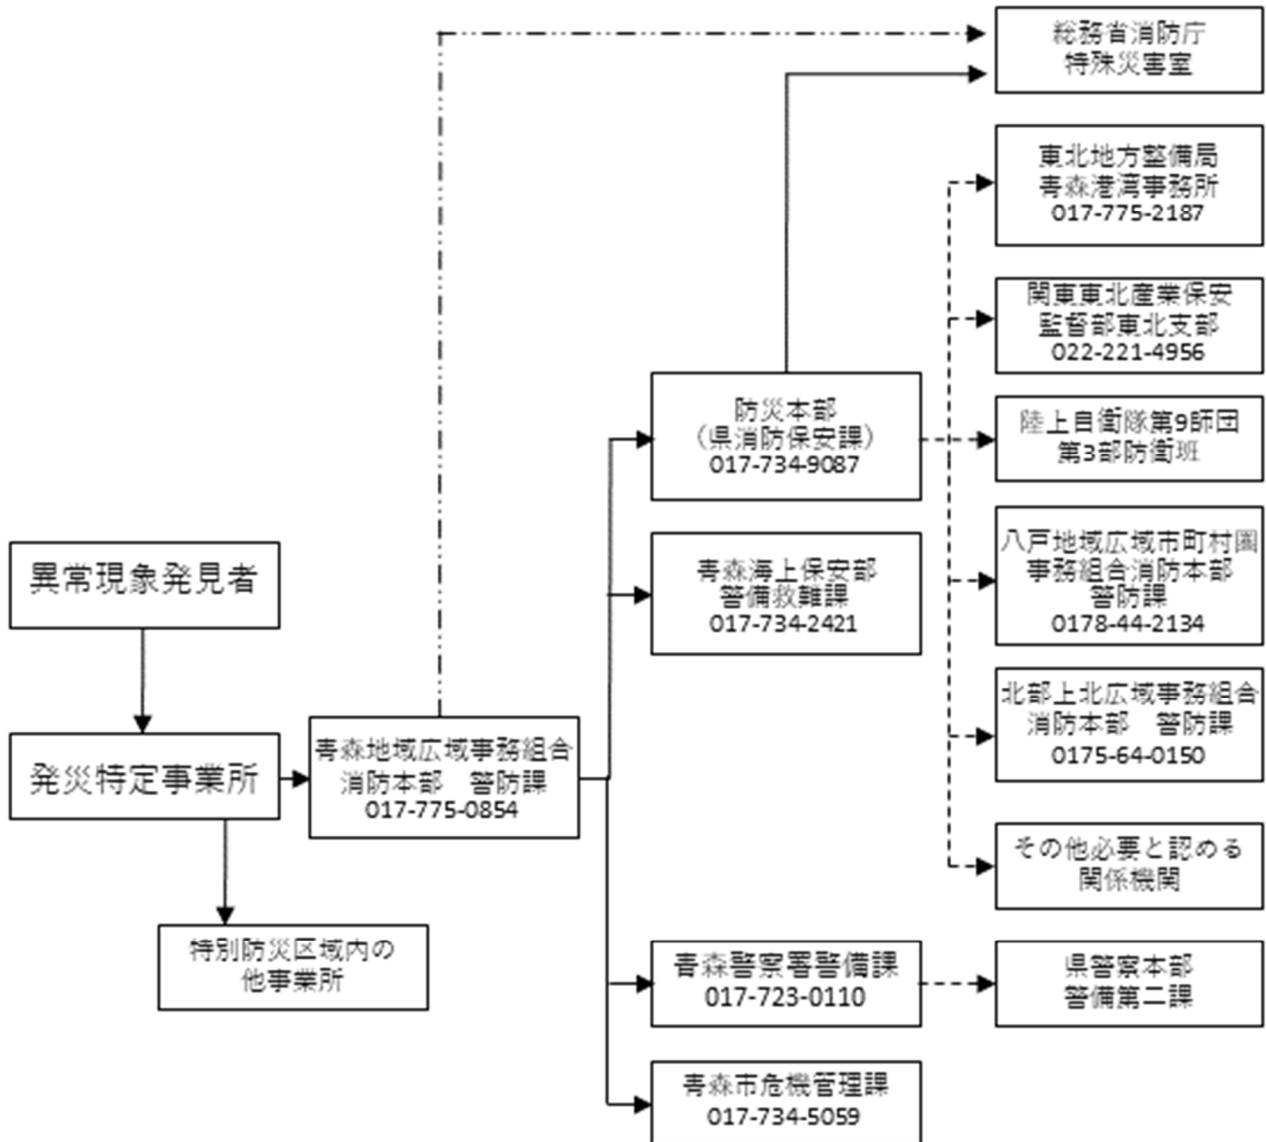 総務省消防庁
特殊災害室
東北地方整備局
青森港湾事務所
017-775-2187
関東東北産業保安
監督部東北支部
022-221-4956
防災本部
（県消防保安課）
017-734-9087
陸上自衛隊第9師団
第3部防衛班
八戸地域広域市町村圏
事務組合消防本部
警防課
0178-44-2134
青森海上保安部
警備救難課
017-734-2421
異常現象発見者
北部上北広域事務組合
消防本部　警防課
0175-64-0150
発災特定事業所
青森地域広域事務組合
消防本部　警防課
017-775-0854
その他必要と認める
関係機関
特別防災区域内の
他事業所
青森警察署警備課
017-723-0110
県警察本部
警備第二課
青森市危機管理課
017-734-5059